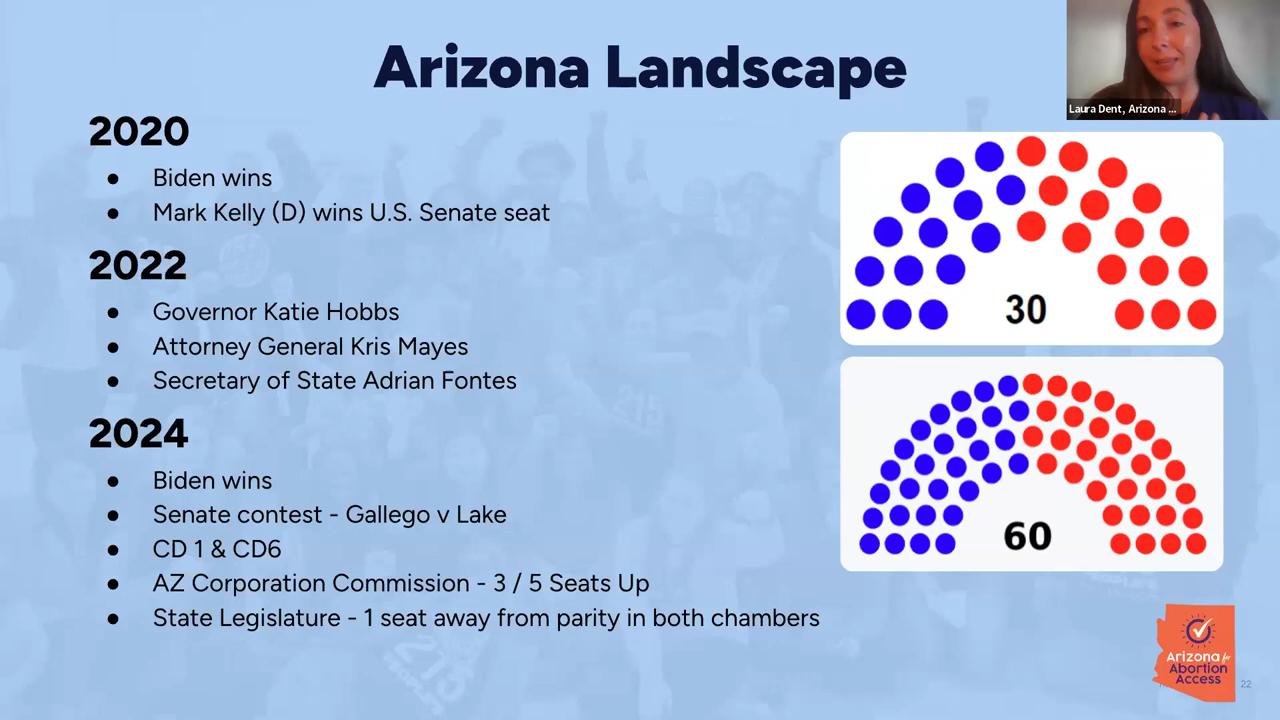 Arizona Landscape
Laura Dent, Arizona ...
2020
● Biden wins
● Mark Kelly (D) wins U.S. Senate seat
2022
● Governor Katie Hobbs
● Attorney General Kris Mayes
● Secretary of State Adrian Fontes
2024
● Biden wins
● Senate contest - Gallego v Lake
● CD 1 & CD6
● AZ Corporation Commission - 3 / 5 Seats Up
● State Legislature - 1 seat away from parity in both chambers
30
60
Arizona for
Abortion
Access
22